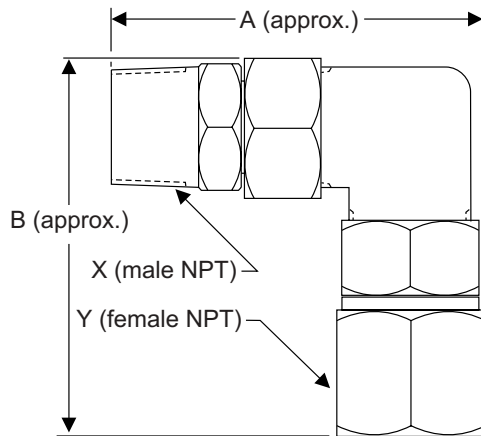 A (approx.)
B (approx.)
X (male NPT)
Y (female NPT)